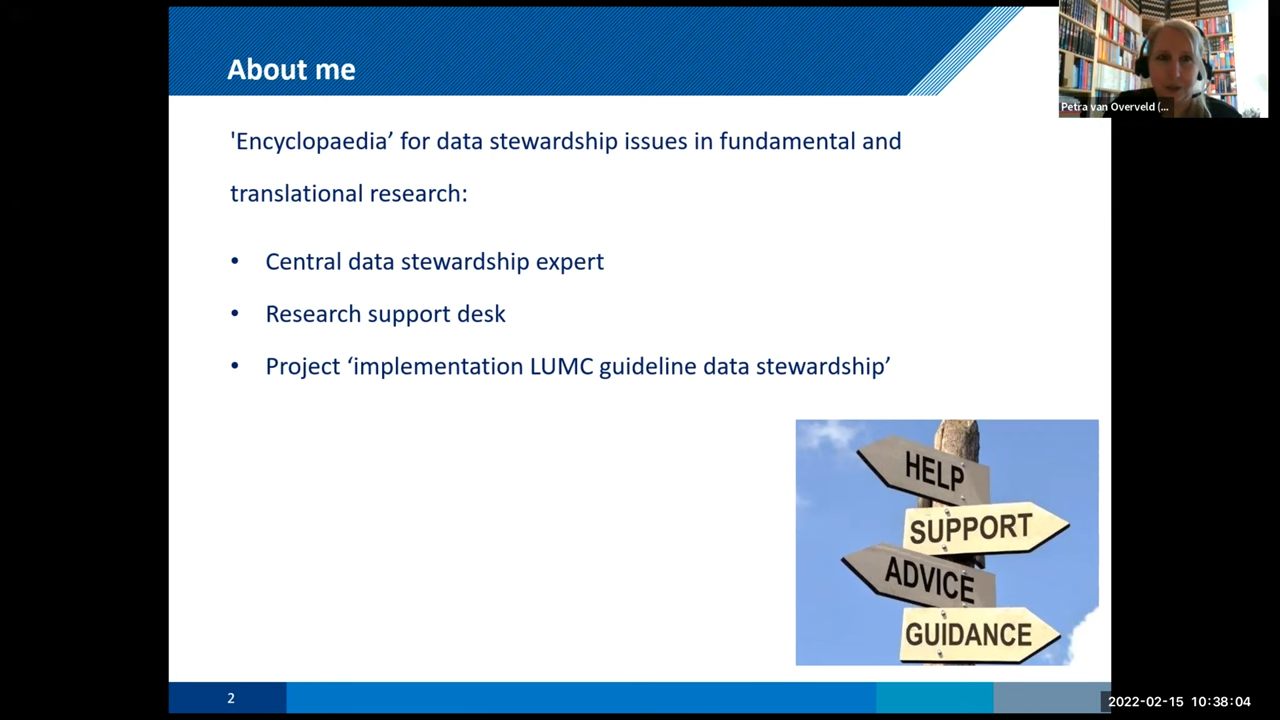 About me
Petra van Overveld (...
'Encyclopaedia’ for data stewardship issues in fundamental and
translational research:
• Central data stewardship expert
• Research support desk
• Project ‘implementation LUMC guideline data stewardship’
HELP
SUPPORT
ADVICE
GUIDANCE
2
2022-02-15 10:38:04